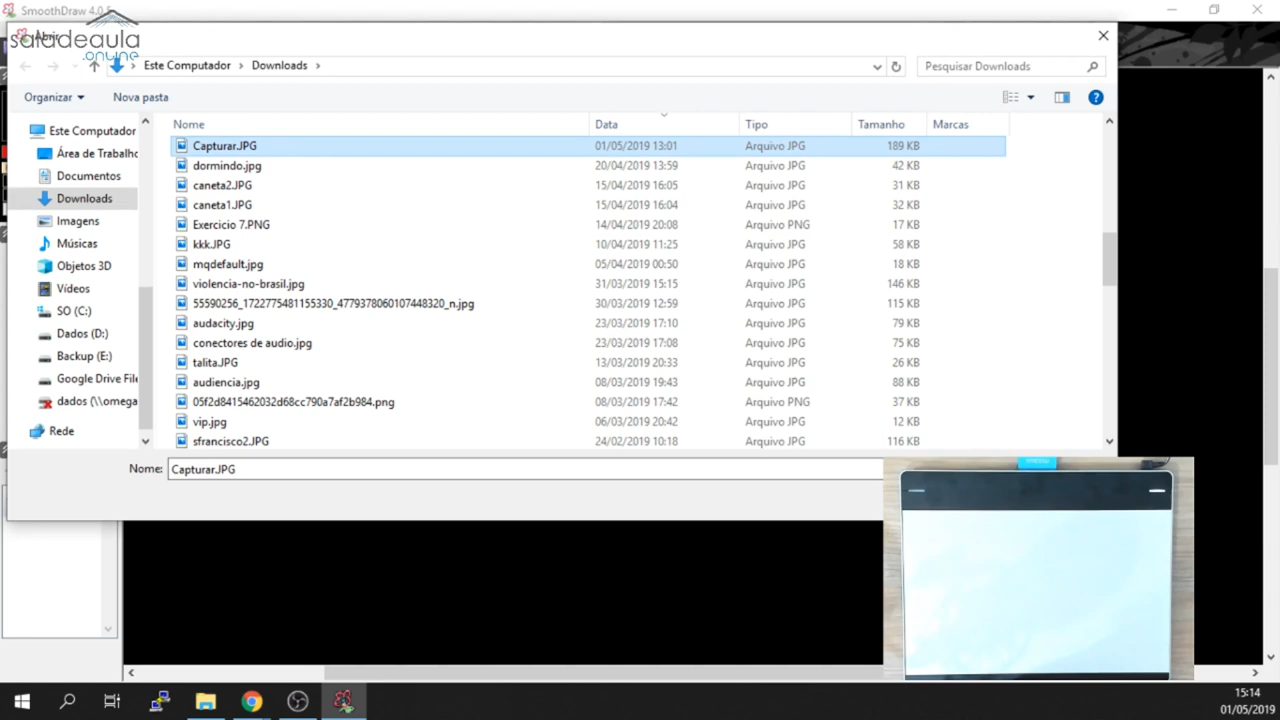 SmoothDraw 4.0.5
saladeaula
.online
Abrir
Este Computador > Downloads >
Pesquisar Downloads
Organizar
Nova pasta
Este Computador
Área de Trabalho
Documentos
Downloads
Imagens
Músicas
Objetos 3D
Vídeos
SO (C:)
Dados (D:)
Backup (E:)
Google Drive File
dados (\\omega
Rede
Nome Data Tipo Tamanho Marcas
Capturar.JPG 01/05/2019 13:01 Arquivo JPG 189 KB
dormindo.jpg 20/04/2019 13:59 Arquivo JPG 42 KB
caneta2.JPG 15/04/2019 16:05 Arquivo JPG 31 KB
caneta1.JPG 15/04/2019 16:04 Arquivo JPG 32 KB
Exercicio 7.PNG 14/04/2019 20:08 Arquivo PNG 17 KB
kkk.JPG 10/04/2019 11:25 Arquivo JPG 58 KB
mqdefault.jpg 05/04/2019 00:50 Arquivo JPG 18 KB
violencia-no-brasil.jpg 31/03/2019 15:15 Arquivo JPG 146 KB
55590256_1722775481155330_4779378060107448320_n.jpg 30/03/2019 12:59 Arquivo JPG 115 KB
audacity.jpg 23/03/2019 17:10 Arquivo JPG 79 KB
conectores de audio.jpg 23/03/2019 17:08 Arquivo JPG 75 KB
talita.JPG 13/03/2019 20:33 Arquivo JPG 26 KB
audiencia.jpg 08/03/2019 19:43 Arquivo JPG 88 KB
05f2d8415462032d68cc790a7af2b984.png 08/03/2019 17:42 Arquivo PNG 37 KB
vip.jpg 06/03/2019 20:42 Arquivo JPG 12 KB
sfrancisco2.JPG 24/02/2019 10:18 Arquivo JPG 116 KB
Nome: Capturar.JPG
15:14
01/05/2019